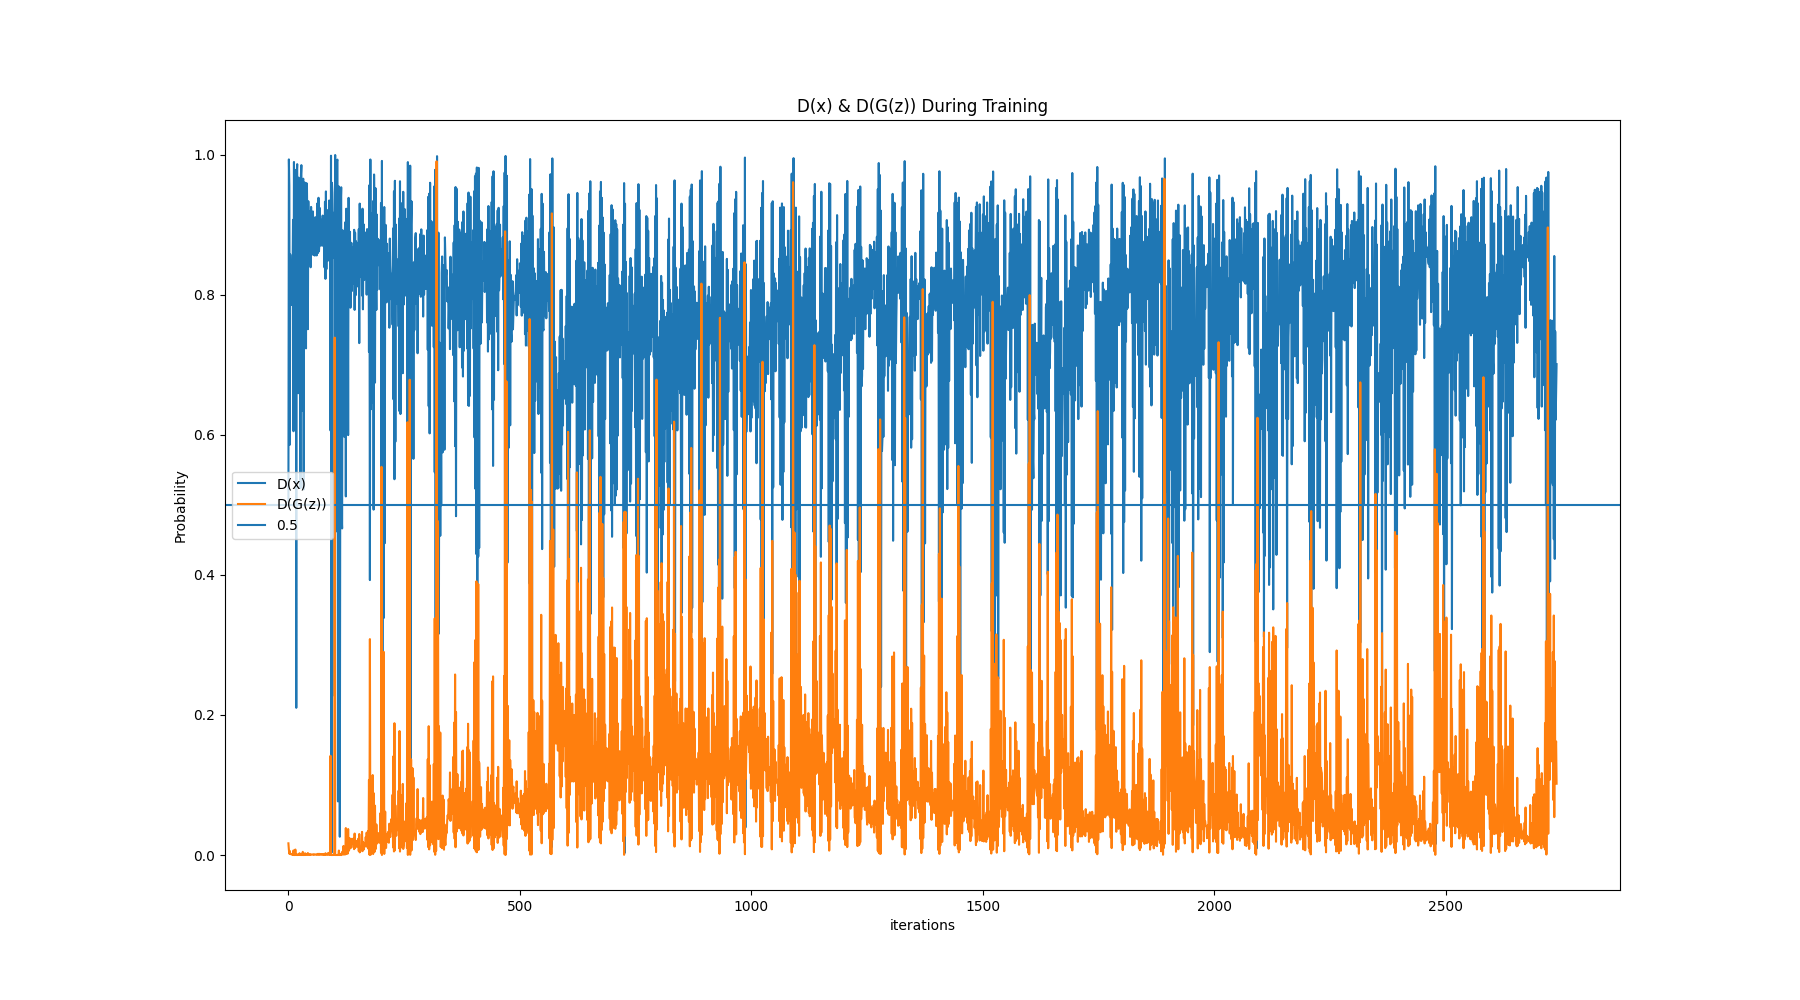 D(x) & D(G(z)) During Training
Probability
1.0
0.8
0.6
0.4
0.2
0.0
D(x)
D(G(z))
0.5
0
500
1000
1500
2000
2500
iterations